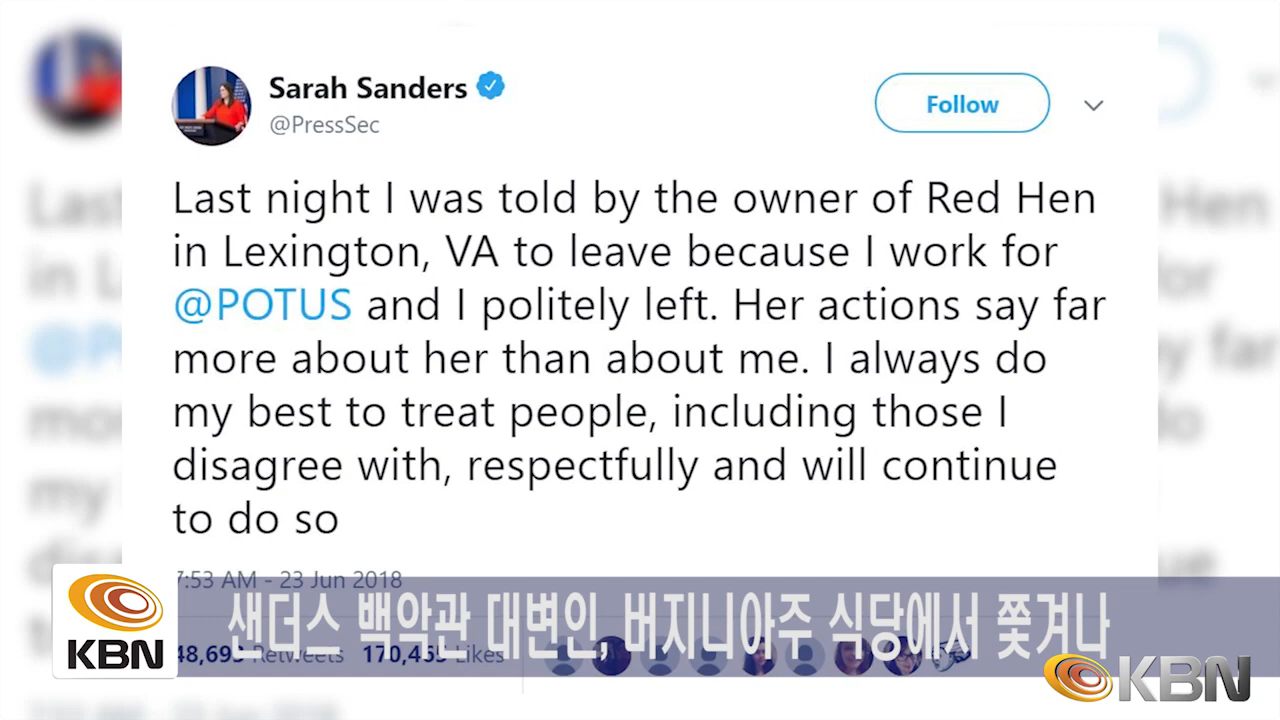 Sarah Sanders
@PressSec
Follow
Last night I was told by the owner of Red Hen
in Lexington, VA to leave because I work for
@POTUS and I politely left. Her actions say far
more about her than about me. I always do
my best to treat people, including those I
disagree with, respectfully and will continue
to do so
7:53 AM - 23 Jun 2018
샌더스 백악관 대변인, 버지니아주 식당에서 쫓겨나
KBN
48,693 Retweets 170,455 Likes
KBN